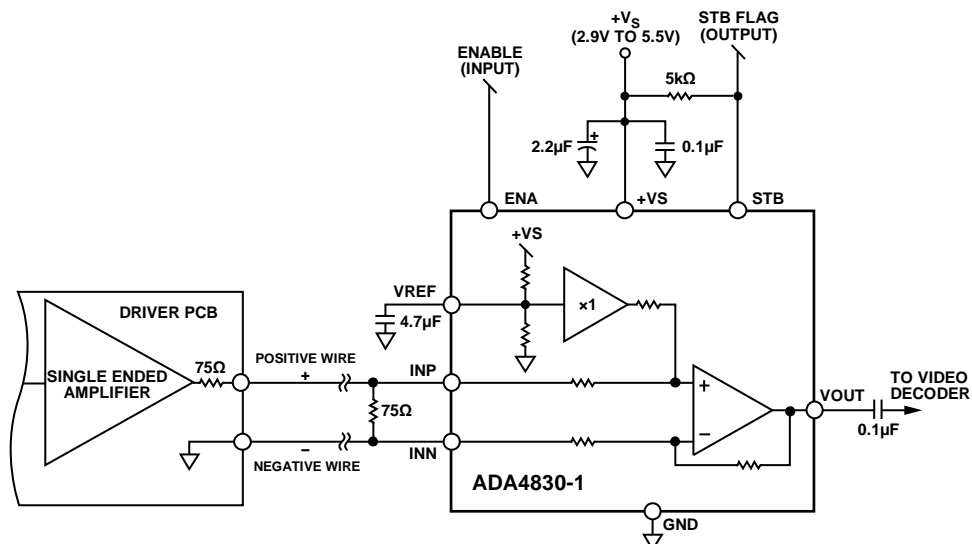 +VS
(2.9V TO 5.5V)
STB FLAG
(OUTPUT)
ENABLE
(INPUT)
5kΩ
2.2µF
+
0.1µF
ENA
+VS
STB
+VS
VREF
4.7µF
×1
DRIVER PCB
SINGLE ENDED
AMPLIFIER
75Ω
POSITIVE WIRE
+
INP
75Ω
–
NEGATIVE WIRE
INN
+
–
VOUT
TO VIDEO
DECODER
0.1µF
ADA4830-1
GND